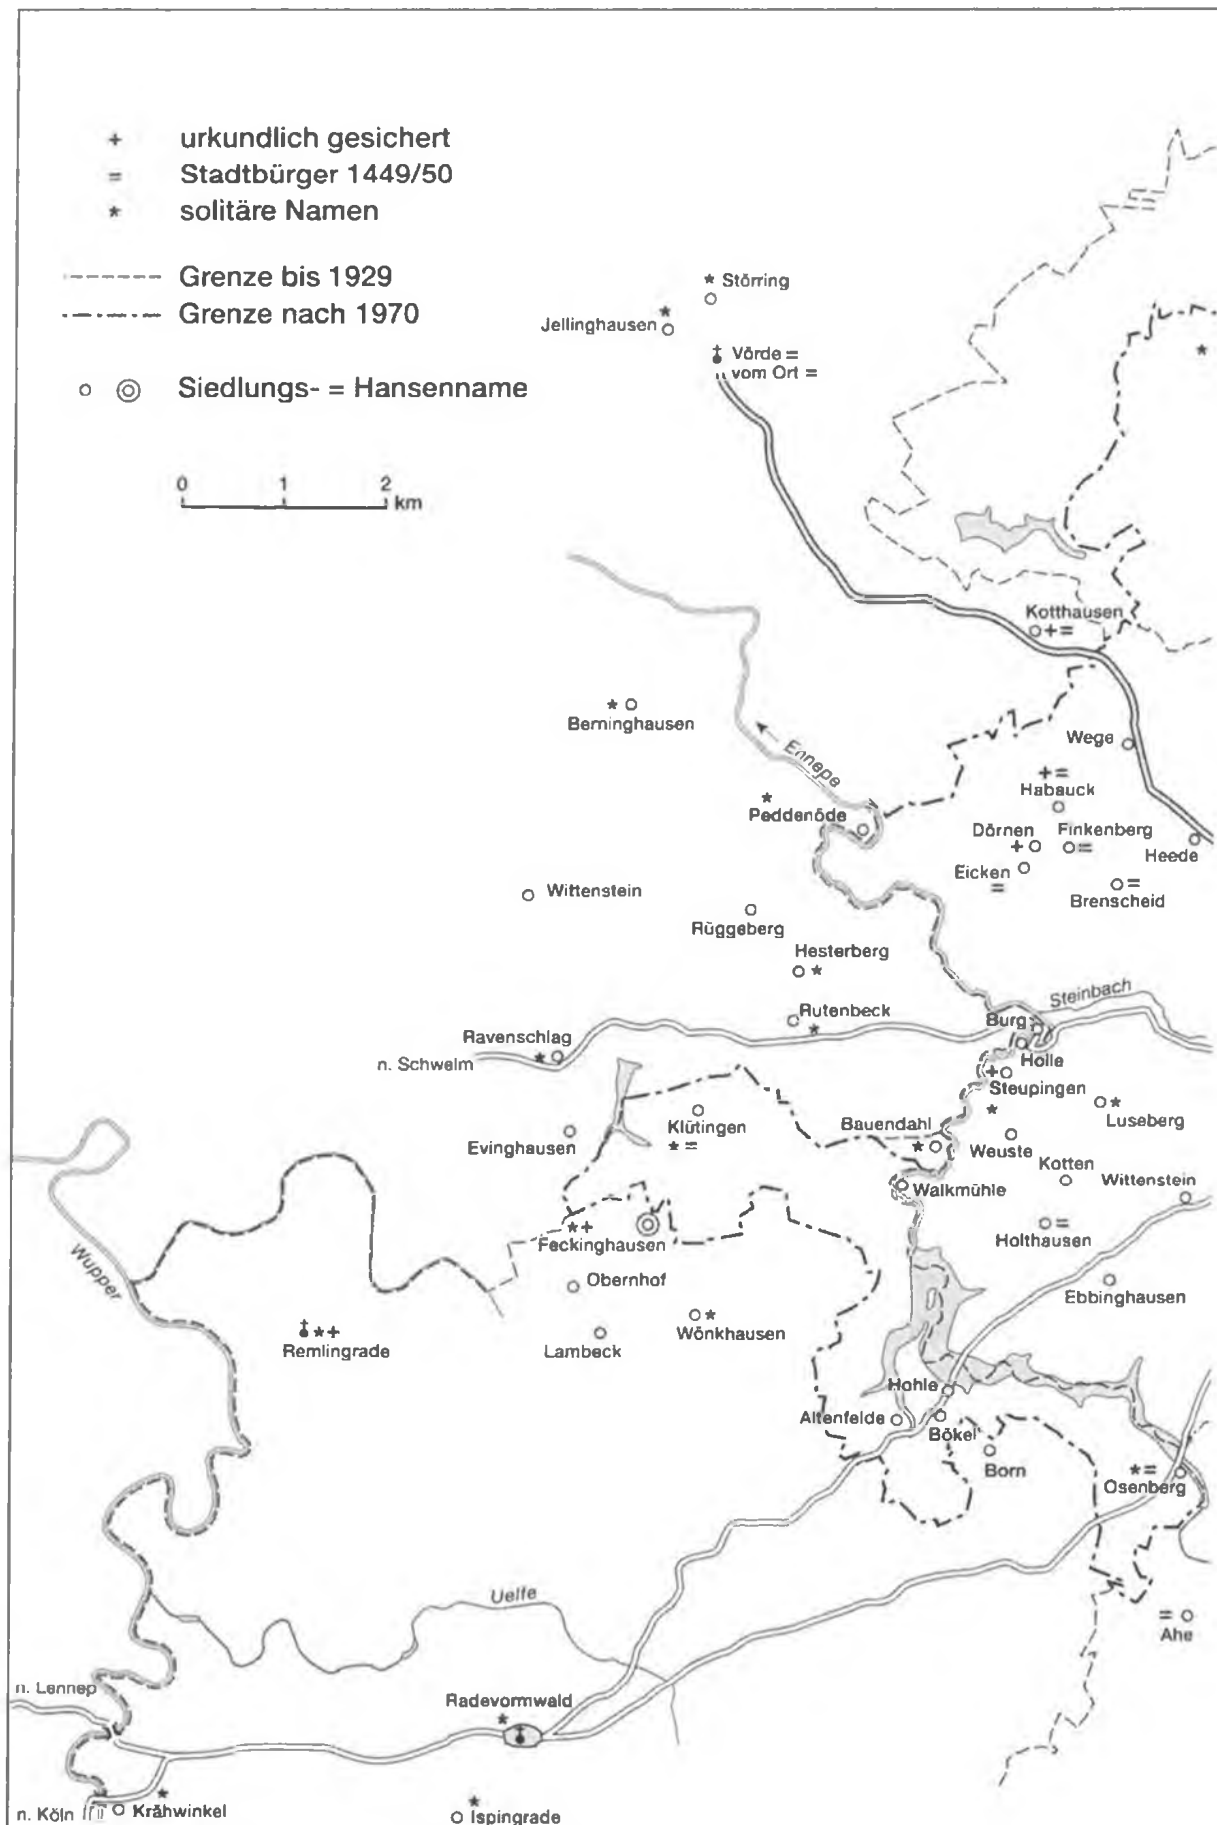 + urkundlich gesichert
= Stadtbürger 1449/50
* solitäre Namen
Grenze bis 1929
Grenze nach 1970
Siedlungs- = Hansenname
0 1 2
km
* Störring
*
Jellinghausen
Vörde =
vom Ort =
*
Kotthausen
+ =
*
Berninghausen
Ennepe
Wege
+ =
Habauck
*
Peddenöde
Dörnen
+
Finkenberg
=
Heede
Eicken
=
=
Brenscheid
Wittenstein
Rüggeberg
Hesterberg
*
Steinbach
Rutenbeck
*
Burg
Ravenschlag
*
n. Schwelm
Holle
+
Steupingen
*
Klütingen
* =
Bauendahl
*
*
Luseberg
Evinghausen
Weuste
Kotten
Walkmühle
Wittenstein
* +
Feckinghausen
=
Holthausen
Wupper
Obernhof
Ebbinghausen
* +
Remlingrade
Lambeck
*
Wönkhausen
Hohle
Altenfelde
Bökel
Born
* =
Osenberg
Uelfe
=
Ahe
n. Lennep
Radevormwald
*
*
n. Köln
Krähwinkel
*
Ispingrade